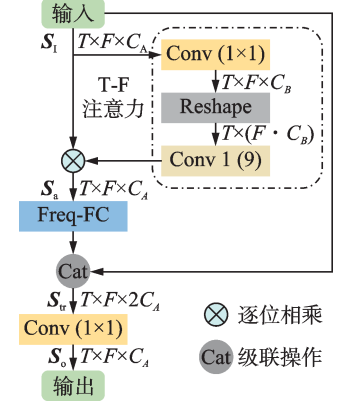 输入
S_I T×F×C_A
Conv (1×1)
T×F×C_B
Reshape
T×(F·C_B)
Conv 1 (9)
T-F
注意力
S_a T×F×C_A
Freq-FC
Cat
S_tr T×F×2C_A
Conv (1×1)
S_o T×F×C_A
输出
逐位相乘
Cat 级联操作